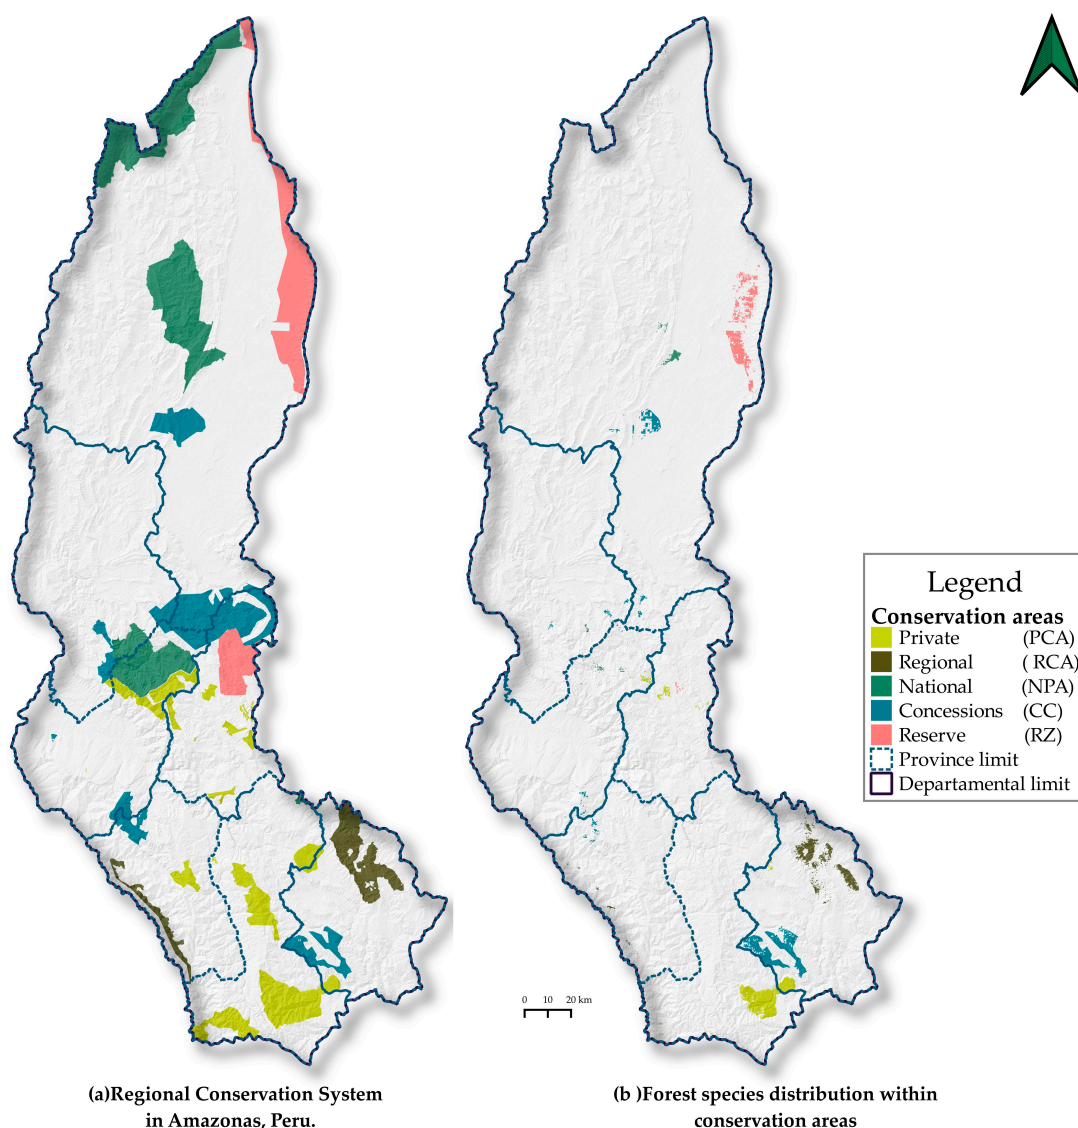 Legend
Conservation areas
Private (PCA)
Regional ( RCA)
National (NPA)
Concessions (CC)
Reserve (RZ)
Province limit
Departamental limit
0 10 20 km
(a)Regional Conservation System
in Amazonas, Peru.
(b )Forest species distribution within
conservation areas